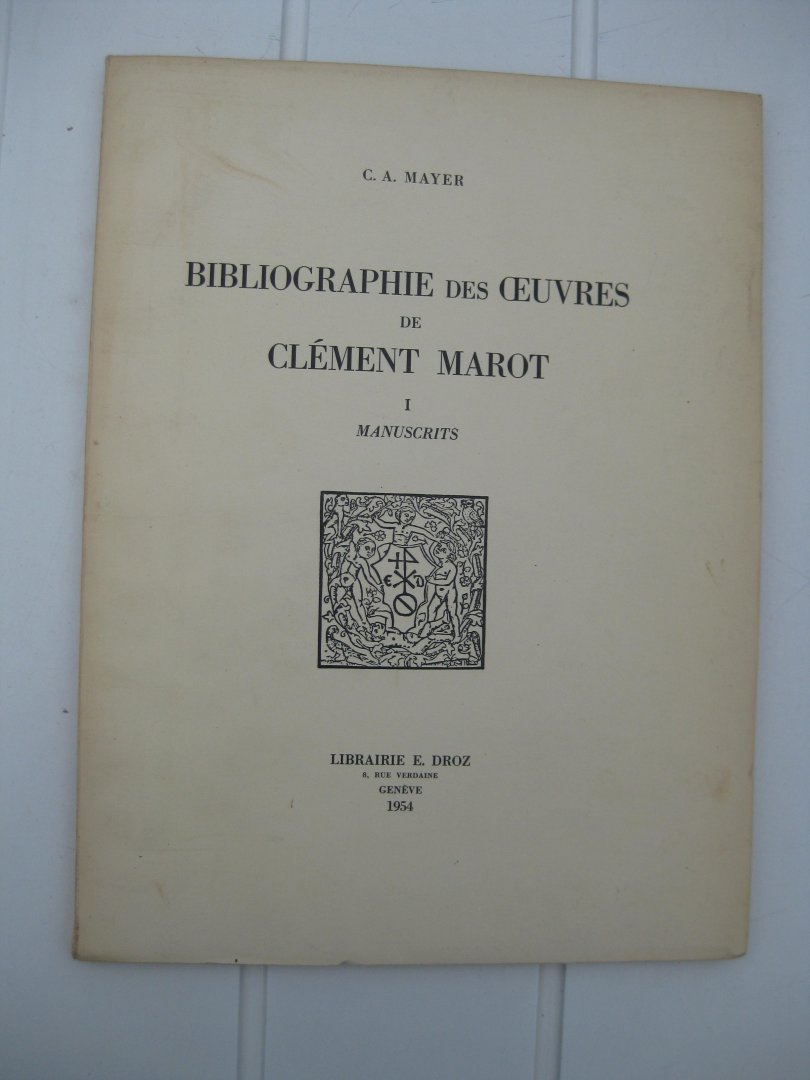 C. A. MAYER
BIBLIOGRAPHIE DES ŒUVRES
DE
CLÉMENT MAROT
I
MANUSCRITS
E D
LIBRAIRIE E. DROZ
8, RUE VERDAINE
GENÈVE
1954